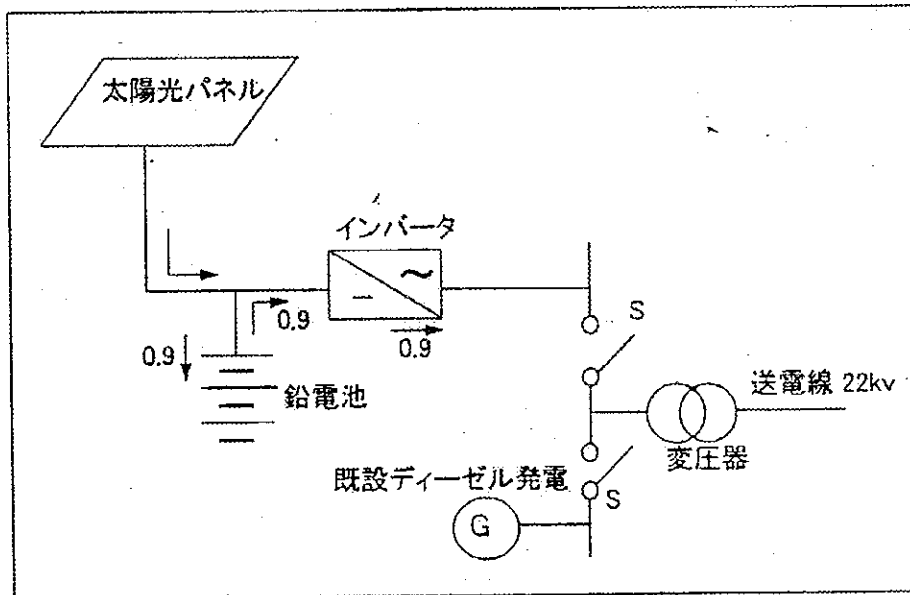 太陽光パネル
インバータ
~
−
0.9
0.9
0.9
鉛電池
S
送電線 22kv
変圧器
既設ディーゼル発電
S
G